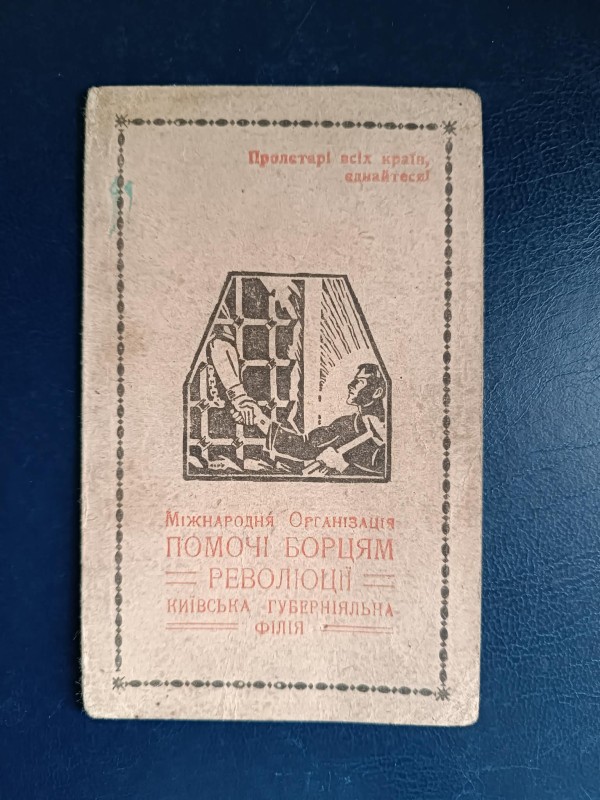 Пролетарі всіх країн,
єднайтеся!
Міжнародня Організація
ПОМОЧІ БОРЦЯМ
РЕВОЛЮЦІЇ
КИЇВСЬКА ГУБЕРНІЯЛЬНА
ФІЛІЯ